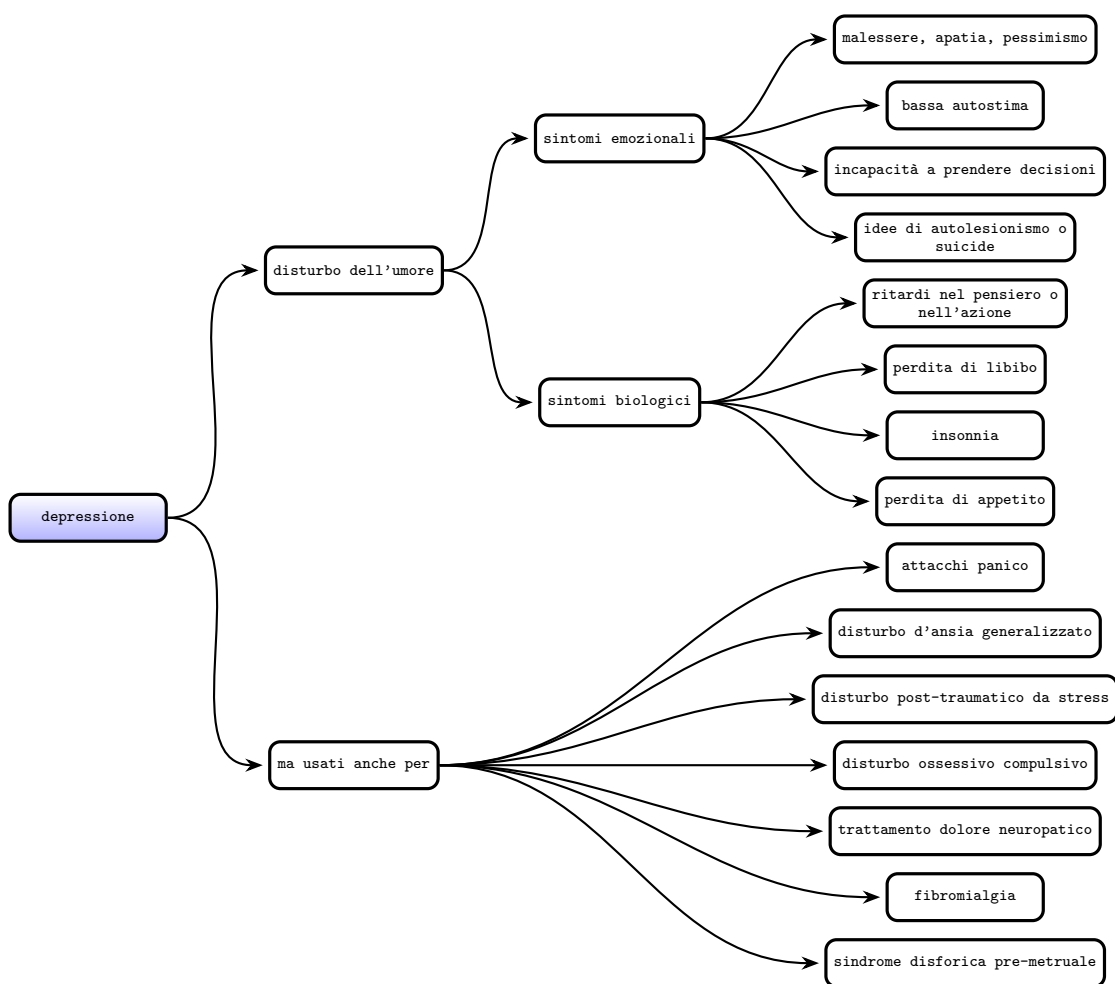 malessere, apatia, pessimismo
bassa autostima
sintomi emozionali
incapacità a prendere decisioni
idee di autolesionismo o
suicide
disturbo dell'umore
ritardi nel pensiero o
nell'azione
perdita di libibo
sintomi biologici
insonnia
perdita di appetito
depressione
attacchi panico
disturbo d'ansia generalizzato
disturbo post-traumatico da stress
ma usati anche per
disturbo ossessivo compulsivo
trattamento dolore neuropatico
fibromialgia
sindrome disforica pre-metruale